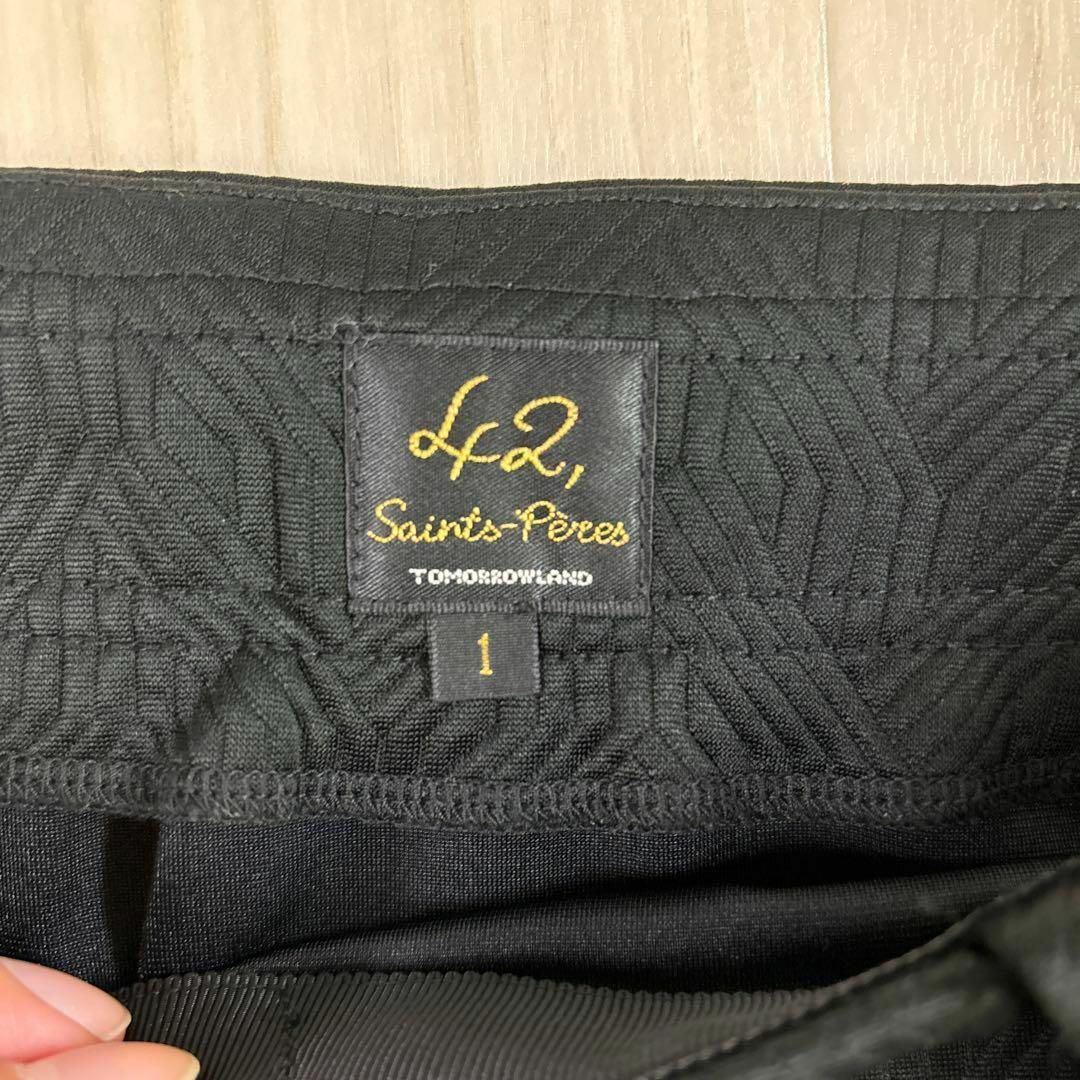 42,
Saints-Pères
TOMORROWLAND
1